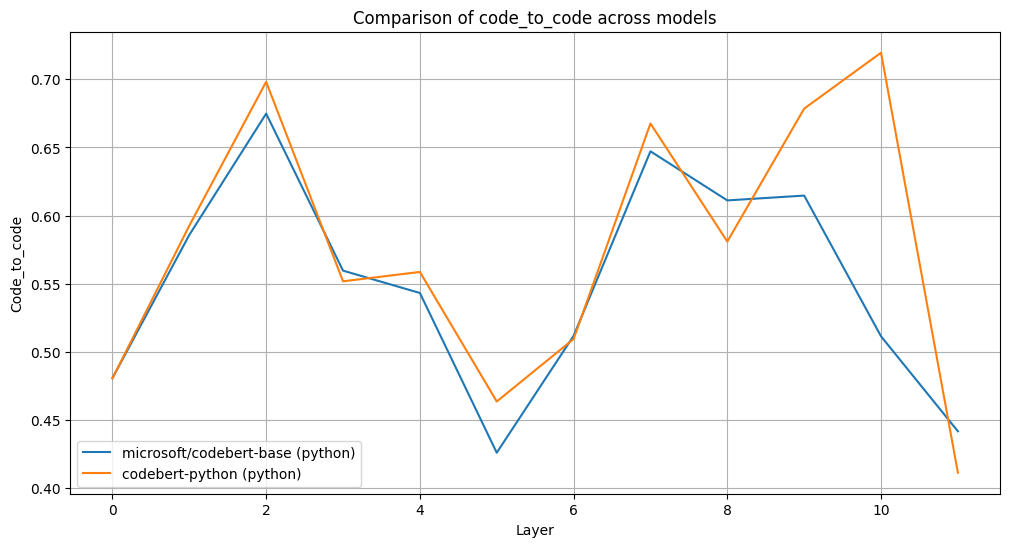 Comparison of code_to_code across models
Code_to_code
0.70
0.65
0.60
0.55
0.50
0.45
0.40
microsoft/codebert-base (python)
codebert-python (python)
0 2 4 6 8 10
Layer